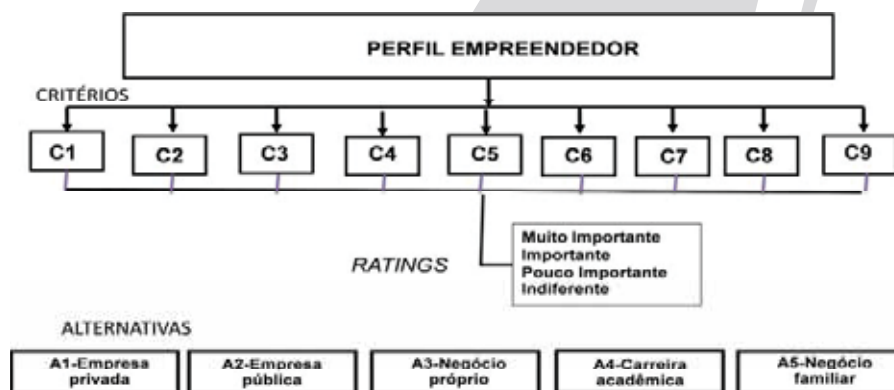 PERFIL EMPREENDEDOR
CRITÉRIOS
C1 C2 C3 C4 C5 C6 C7 C8 C9
RATINGS
Muito Importante
Importante
Pouco Importante
Indiferente
ALTERNATIVAS
A1-Empresa privada
A2-Empresa pública
A3-Negócio próprio
A4-Carreira acadêmica
A5-Negócio familiar